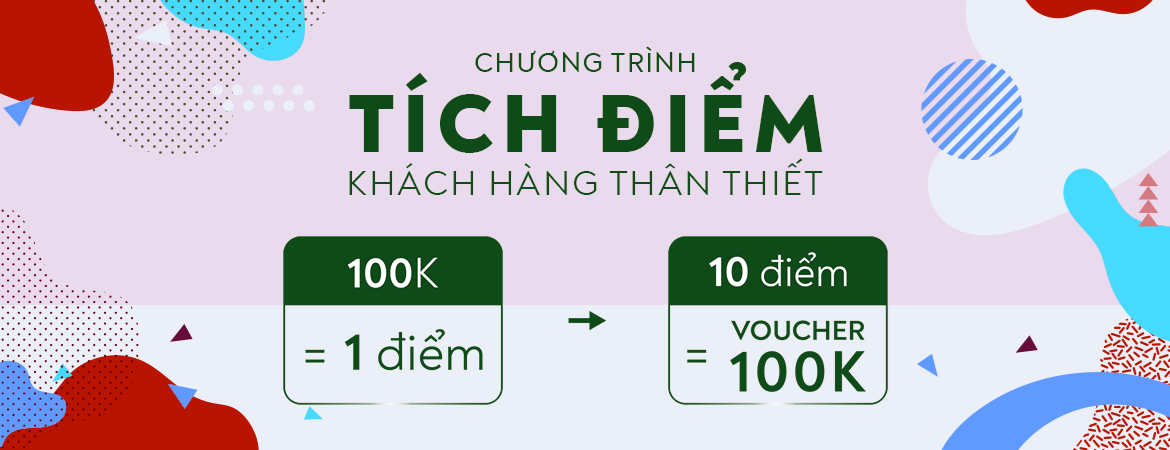 CHƯƠNG TRÌNH
TÍCH ĐIỂM
KHÁCH HÀNG THÂN THIẾT
100K
= 1 điểm
10 điểm
= VOUCHER
100K